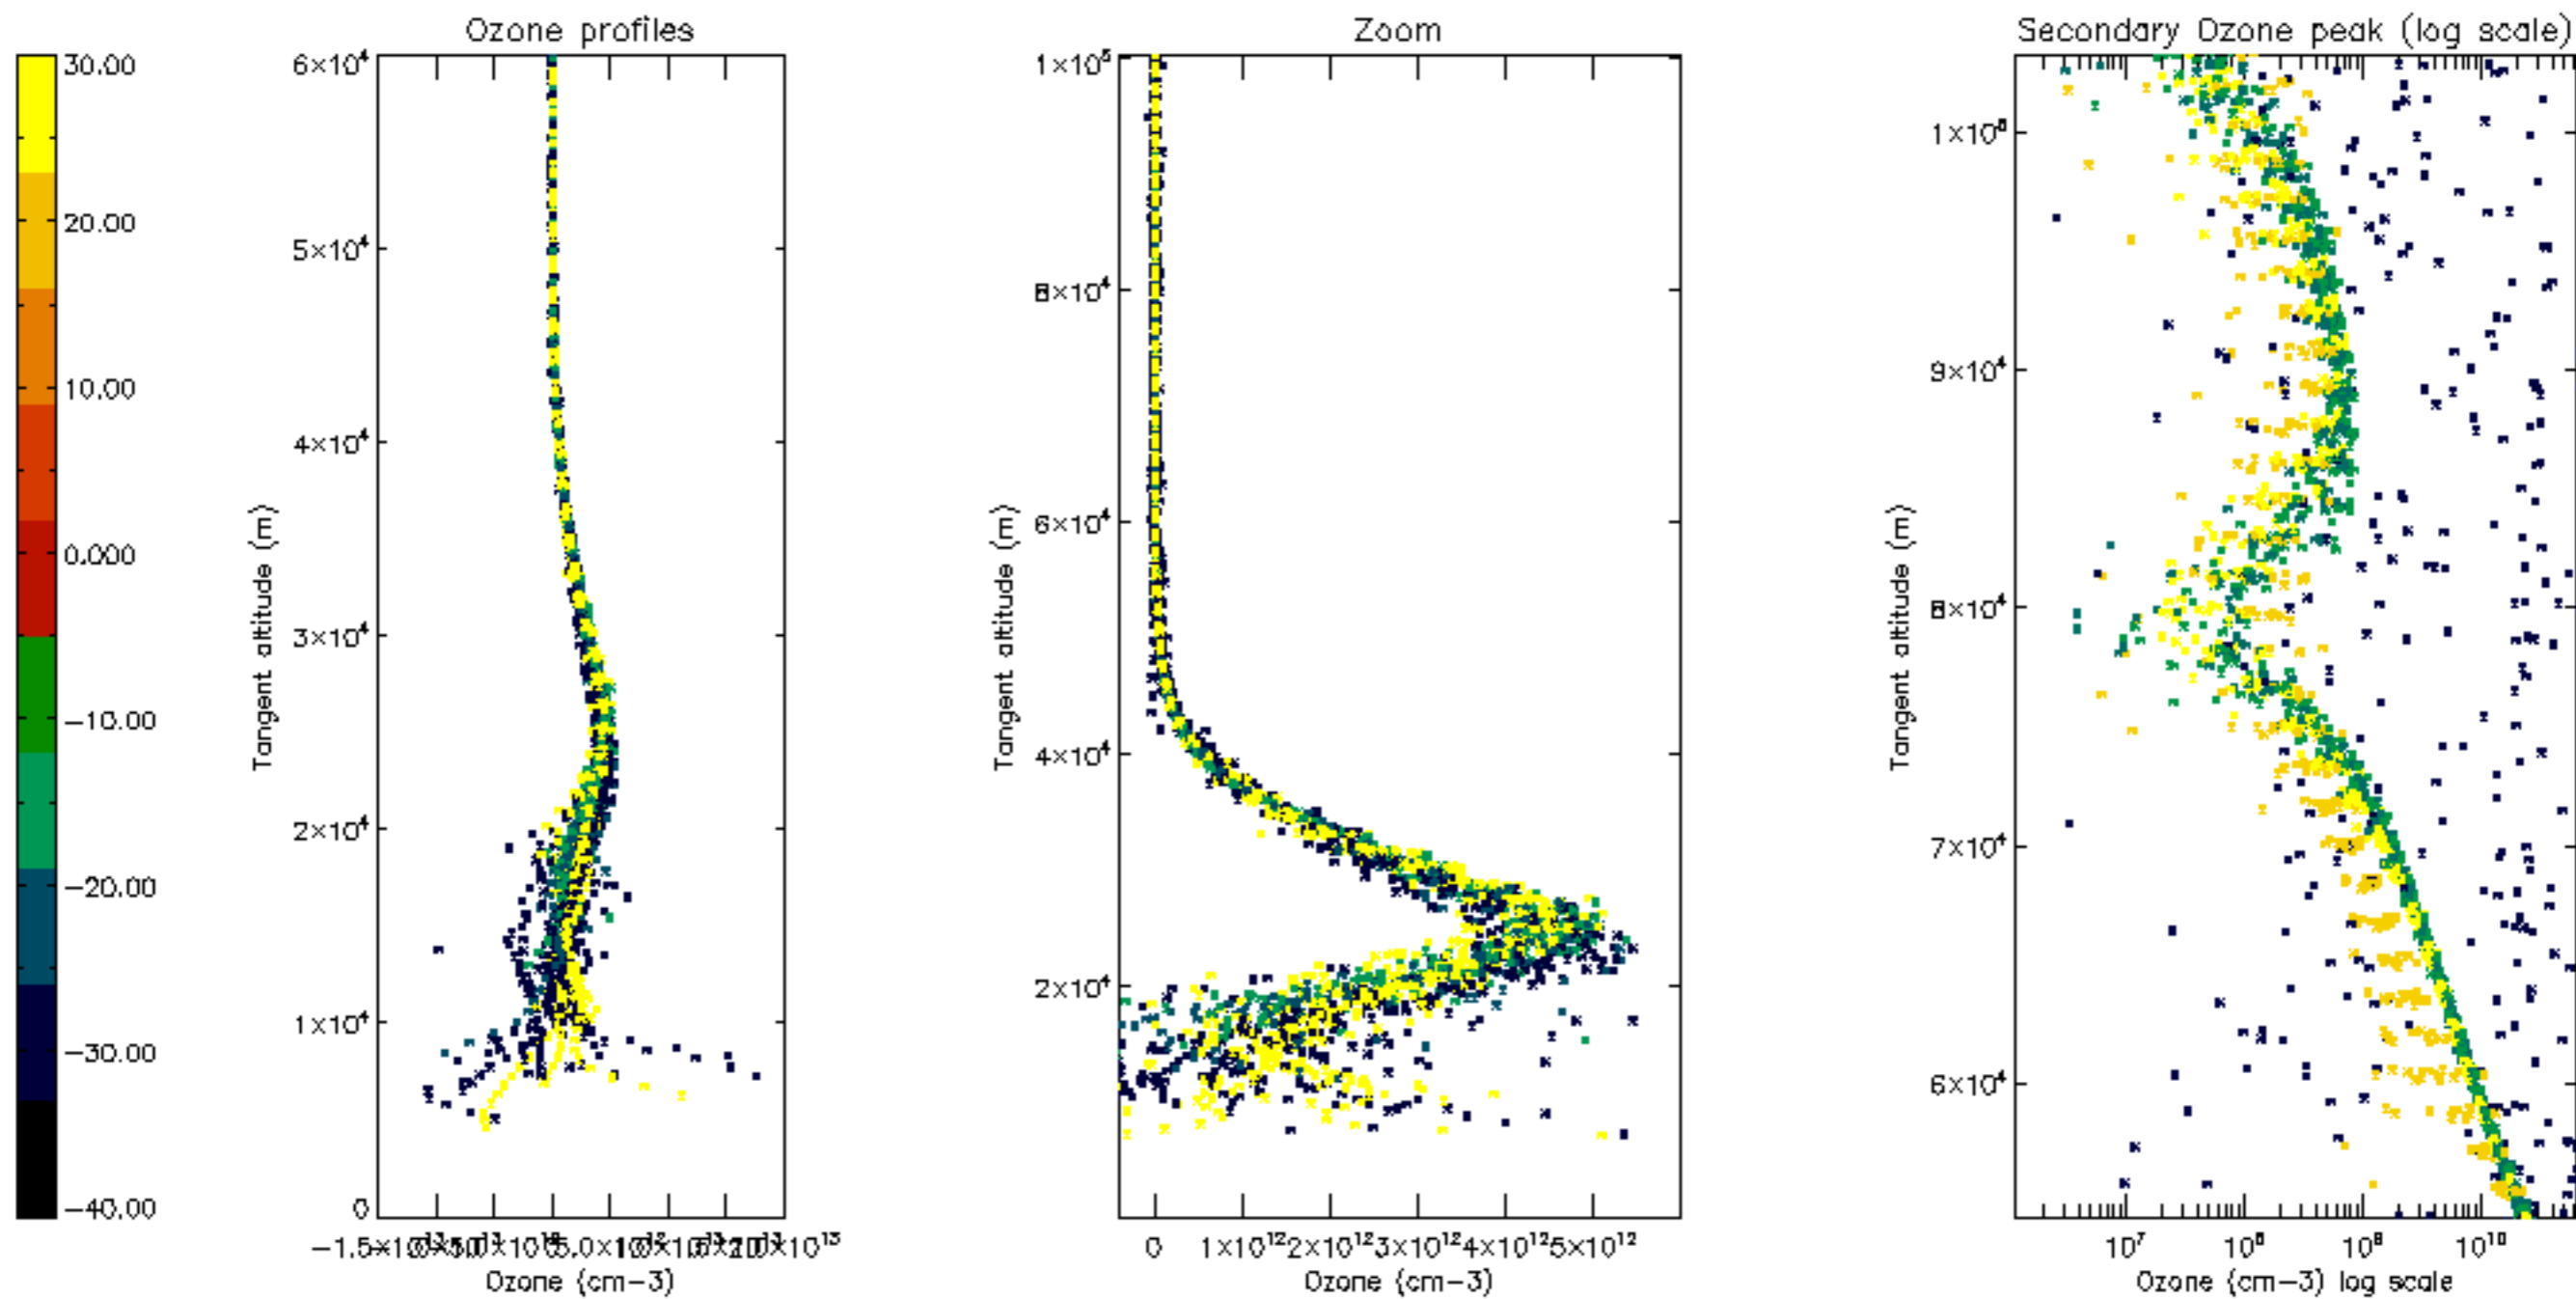 Ozone profiles
Zoom
Secondary Ozone peak (log scale)
30.00
20.00
10.00
0.000
−10.00
−20.00
−30.00
−40.00
Tangent altitude (m)
6×10⁴
5×10⁴
4×10⁴
3×10⁴
2×10⁴
1×10⁴
0
Ozone (cm−3)
Tangent altitude (m)
1×10⁵
8×10⁴
6×10⁴
4×10⁴
2×10⁴
0 1×10¹² 2×10¹² 3×10¹² 4×10¹² 5×10¹²
Ozone (cm−3)
Tangent altitude (m)
1×10⁵
9×10⁴
8×10⁴
7×10⁴
6×10⁴
10⁷ 10⁸ 10⁹ 10¹⁰
Ozone (cm−3) log scale